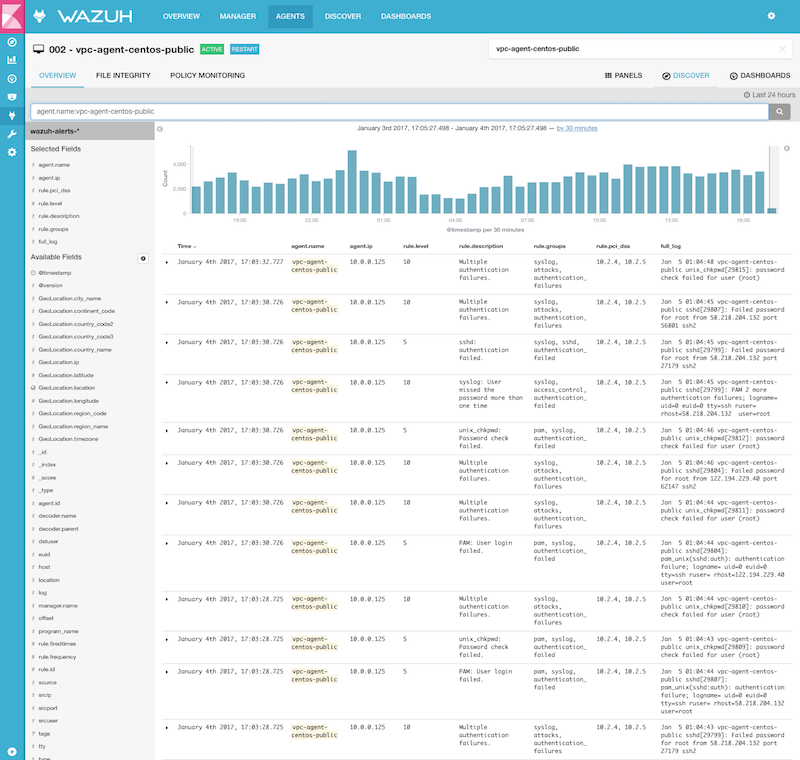 WAZUH OVERVIEW MANAGER AGENTS DISCOVER DASHBOARDS
002 - vpc-agent-centos-public ACTIVE RESTART vpc-agent-centos-public
OVERVIEW FILE INTEGRITY POLICY MONITORING PANELS DISCOVER DASHBOARDS
Last 24 hours
agent.name:vpc-agent-centos-public
wazuh-alerts-*
Selected Fields
t agent.name
t agent.ip
t rule.pci_dss
# rule.level
t rule.description
t rule.groups
t full_log
Available Fields
@timestamp
t @version
t GeoLocation.city_name
t GeoLocation.continent_code
t GeoLocation.country_code2
t GeoLocation.country_code3
t GeoLocation.country_name
t GeoLocation.ip
# GeoLocation.latitude
GeoLocation.location
# GeoLocation.longitude
t GeoLocation.region_code
t GeoLocation.region_name
t GeoLocation.timezone
t _id
t _index
# _score
t _type
t agent.id
t decoder.name
t decoder.parent
t dstuser
t euid
t host
t location
t log
t manager.name
t offset
t program_name
# rule.firedtimes
t rule.frequency
t rule.id
t source
t srcip
t srcport
t srcuser
? tags
t tty
t type
January 3rd 2017, 17:05:27.498 - January 4th 2017, 17:05:27.498 — by 30 minutes
Count
4,000
2,000
0
19:00 22:00 01:00 04:00 07:00 10:00 13:00 16:00
@timestamp per 30 minutes
Time agent.name agent.ip rule.level rule.description rule.groups rule.pci_dss full_log
January 4th 2017, 17:03:32.727 vpc-agent- 10.0.0.125 10 Multiple syslog, 10.2.4, 10.2.5 Jan 5 01:04:48 vpc-agent-centos-
centos-public authentication attacks, public unix_chkpwd[29815]: password
failures. authentication_ check failed for user (root)
failures
January 4th 2017, 17:03:30.726 vpc-agent- 10.0.0.125 10 Multiple syslog, 10.2.4, 10.2.5 Jan 5 01:04:45 vpc-agent-centos-
centos-public authentication attacks, public sshd[29807]: Failed password
failures. authentication_ for root from 58.218.204.132 port
failures 56801 ssh2
January 4th 2017, 17:03:30.726 vpc-agent- 10.0.0.125 5 sshd: syslog, sshd, 10.2.4, 10.2.5 Jan 5 01:04:45 vpc-agent-centos-
centos-public authentication authentication_ public sshd[29799]: Failed password
failed. failed for root from 58.218.204.132 port
27179 ssh2
January 4th 2017, 17:03:30.726 vpc-agent- 10.0.0.125 10 syslog: User syslog, 10.2.4, 10.2.5 Jan 5 01:04:45 vpc-agent-centos-
centos-public missed the access_control, public sshd[29799]: PAM 2 more
password more than authentication_ authentication failures; logname=
one time failed uid=0 euid=0 tty=ssh ruser=
rhost=58.218.204.132 user=root
January 4th 2017, 17:03:30.726 vpc-agent- 10.0.0.125 5 unix_chkpwd: pam, syslog, 10.2.4, 10.2.5 Jan 5 01:04:46 vpc-agent-centos-
centos-public Password check authentication_ public unix_chkpwd[29812]: password
failed. failed check failed for user (root)
January 4th 2017, 17:03:30.726 vpc-agent- 10.0.0.125 10 Multiple syslog, 10.2.4, 10.2.5 Jan 5 01:04:46 vpc-agent-centos-
centos-public authentication attacks, public sshd[29804]: Failed password
failures. authentication_ for root from 122.194.229.40 port
failures 62147 ssh2
January 4th 2017, 17:03:30.726 vpc-agent- 10.0.0.125 10 Multiple syslog, 10.2.4, 10.2.5 Jan 5 01:04:44 vpc-agent-centos-
centos-public authentication attacks, public unix_chkpwd[29811]: password
failures. authentication_ check failed for user (root)
failures
January 4th 2017, 17:03:30.726 vpc-agent- 10.0.0.125 5 PAM: User login pam, syslog, 10.2.4, 10.2.5 Jan 5 01:04:44 vpc-agent-centos-
centos-public failed. authentication_ public sshd[29804]:
failed pam_unix(sshd:auth): authentication
failure; logname= uid=0 euid=0
tty=ssh ruser= rhost=122.194.229.40
user=root
January 4th 2017, 17:03:28.725 vpc-agent- 10.0.0.125 10 Multiple syslog, 10.2.4, 10.2.5 Jan 5 01:04:44 vpc-agent-centos-
centos-public authentication attacks, public unix_chkpwd[29810]: password
failures. authentication_ check failed for user (root)
failures
January 4th 2017, 17:03:28.725 vpc-agent- 10.0.0.125 5 unix_chkpwd: pam, syslog, 10.2.4, 10.2.5 Jan 5 01:04:43 vpc-agent-centos-
centos-public Password check authentication_ public unix_chkpwd[29809]: password
failed. failed check failed for user (root)
January 4th 2017, 17:03:28.725 vpc-agent- 10.0.0.125 5 PAM: User login pam, syslog, 10.2.4, 10.2.5 Jan 5 01:04:44 vpc-agent-centos-
centos-public failed. authentication_ public sshd[29807]:
failed pam_unix(sshd:auth): authentication
failure; logname= uid=0 euid=0
tty=ssh ruser= rhost=58.218.204.132
user=root
January 4th 2017, 17:03:28.725 vpc-agent- 10.0.0.125 10 Multiple syslog, 10.2.4, 10.2.5 Jan 5 01:04:42 vpc-agent-centos-
centos-public authentication attacks, public sshd[29799]: Failed password
failures. authentication_ for root from 58.218.204.132 port
failures 27179 ssh2